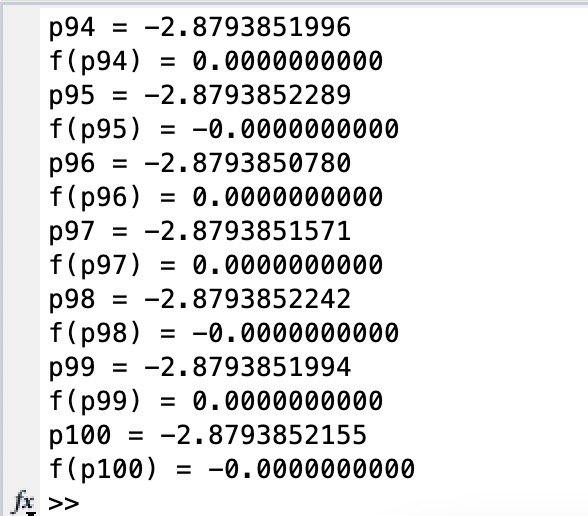 p94 = -2.8793851996
f(p94) = 0.0000000000
p95 = -2.8793852289
f(p95) = -0.0000000000
p96 = -2.8793850780
f(p96) = 0.0000000000
p97 = -2.8793851571
f(p97) = 0.0000000000
p98 = -2.8793852242
f(p98) = -0.0000000000
p99 = -2.8793851994
f(p99) = 0.0000000000
p100 = -2.8793852155
f(p100) = -0.0000000000
fx >>